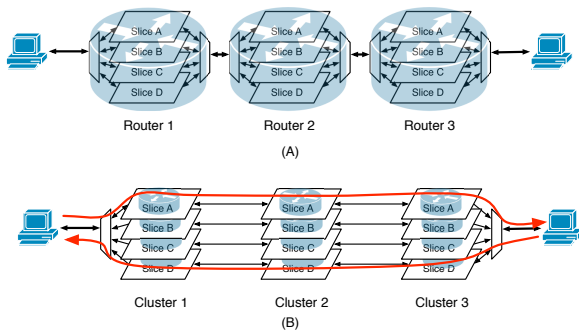 Slice A Slice A Slice A
Slice B Slice B Slice B
Slice C Slice C Slice C
Slice D Slice D Slice D
Router 1 Router 2 Router 3
(A)
Slice A Slice A Slice A
Slice B Slice B Slice B
Slice C Slice C Slice C
Slice D Slice D Slice D
Cluster 1 Cluster 2 Cluster 3
(B)